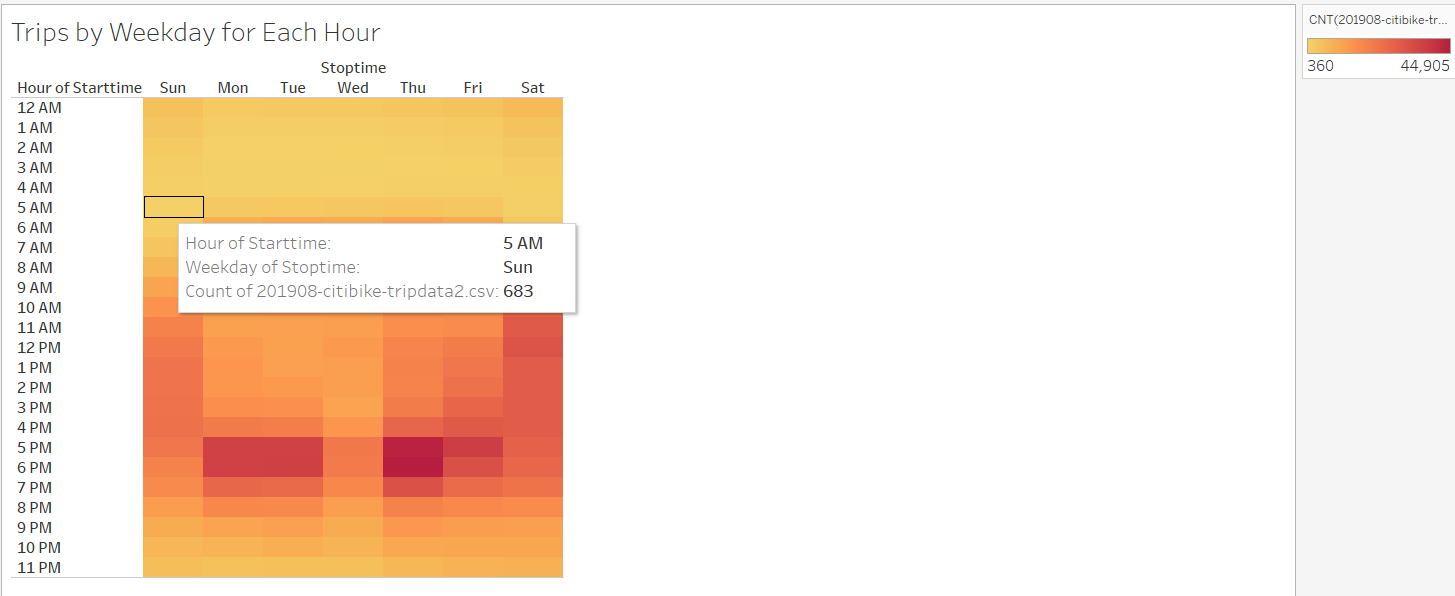 Trips by Weekday for Each Hour
Stoptime
Hour of Starttime Sun Mon Tue Wed Thu Fri Sat
12 AM
1 AM
2 AM
3 AM
4 AM
5 AM
6 AM
7 AM
8 AM
9 AM
10 AM
11 AM
12 PM
1 PM
2 PM
3 PM
4 PM
5 PM
6 PM
7 PM
8 PM
9 PM
10 PM
11 PM
Hour of Starttime: 5 AM
Weekday of Stoptime: Sun
Count of 201908-citibike-tripdata2.csv: 683
CNT(201908-citibike-tr...
360 44,905